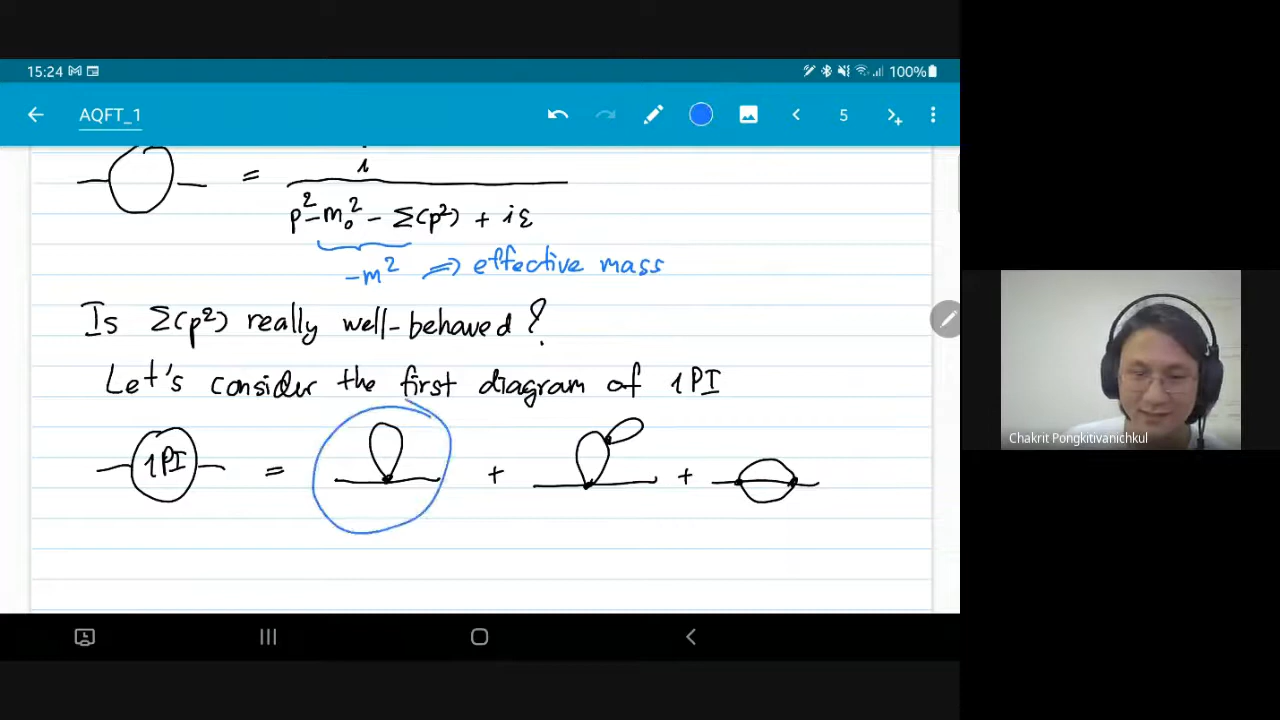 15:24 100%
AQFT_1 5
= i
p² - m₀² - Σ(p²) + iε
-m² ⇒ effective mass
Is Σ(p²) really well-behaved?
Let's consider the first diagram of 1PI
1PI = + +
Chakrit Pongkitivanichkul